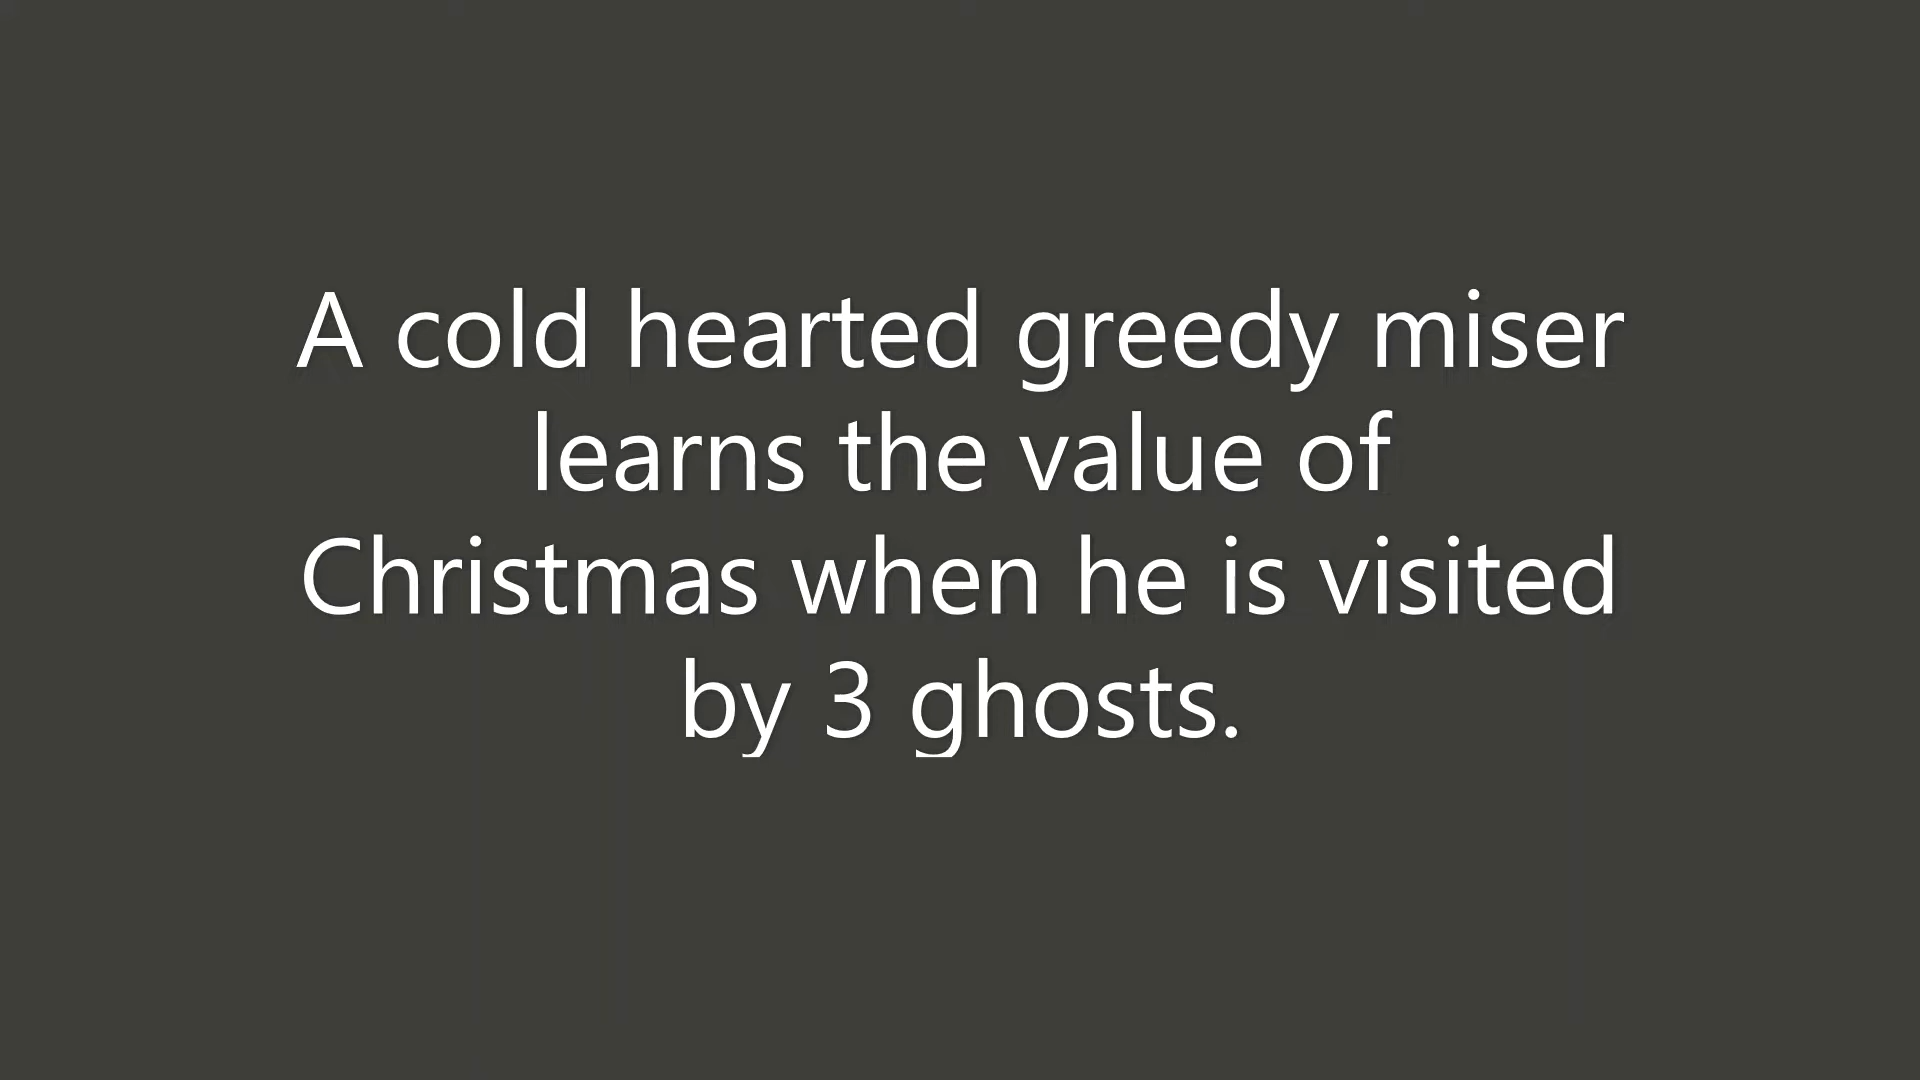 A cold hearted greedy miser
learns the value of
Christmas when he is visited
by 3 ghosts.